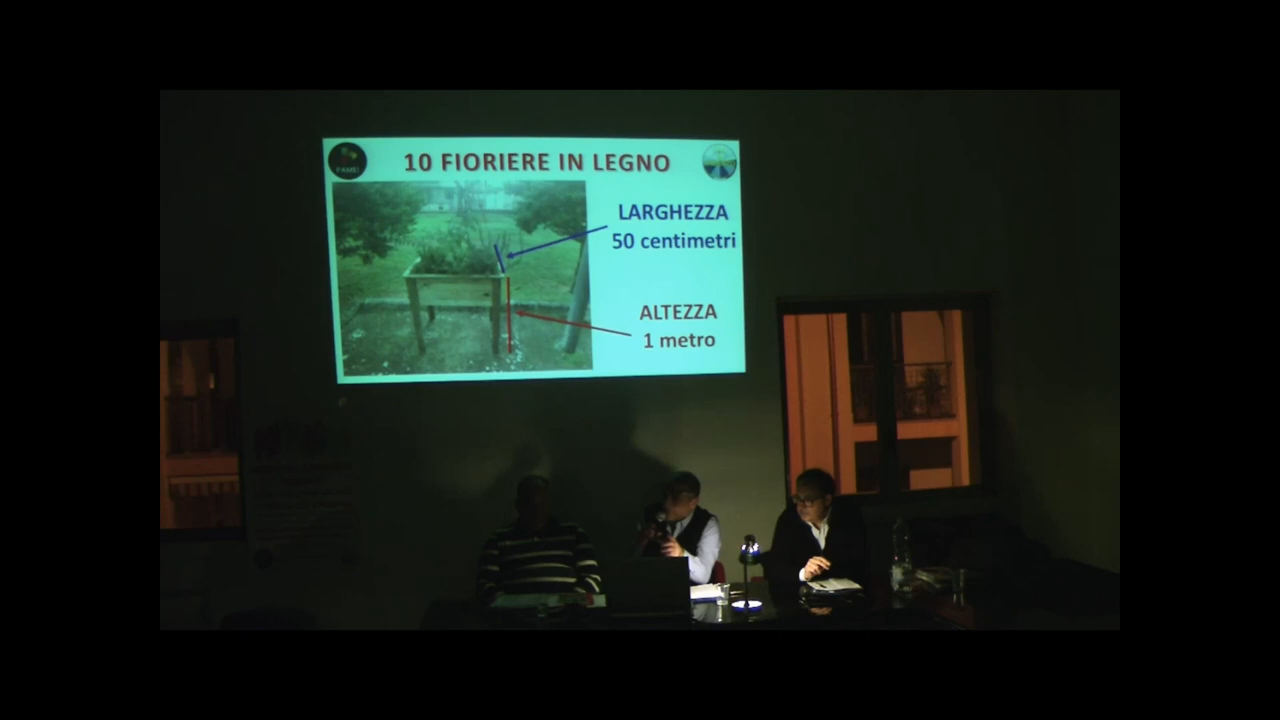 10 FIORIERE IN LEGNO
LARGHEZZA
50 centimetri
ALTEZZA
1 metro